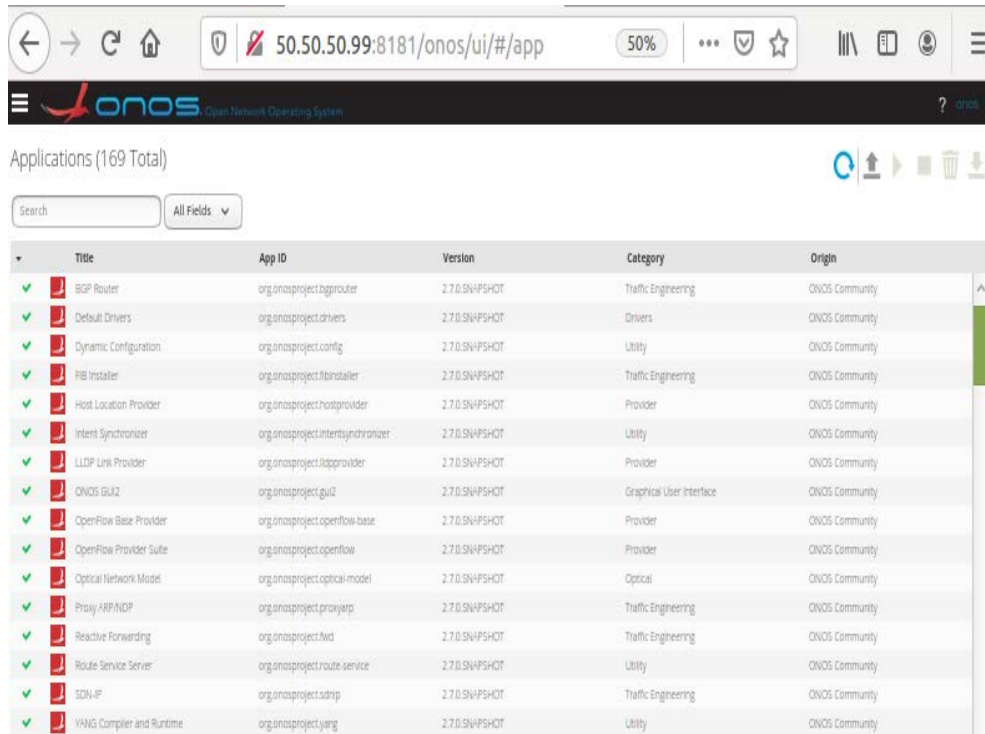 50.50.50.99:8181/onos/ui/#/app 50%
onos Open Network Operating System ? onos
Applications (169 Total)
Search All Fields
Title App ID Version Category Origin
BGP Router org.onosproject.bgprouter 2.7.0.SNAPSHOT Traffic Engineering ONOS Community
Default Drivers org.onosproject.drivers 2.7.0.SNAPSHOT Drivers ONOS Community
Dynamic Configuration org.onosproject.config 2.7.0.SNAPSHOT Utility ONOS Community
FIB Installer org.onosproject.fibinstaller 2.7.0.SNAPSHOT Traffic Engineering ONOS Community
Host Location Provider org.onosproject.hostprovider 2.7.0.SNAPSHOT Provider ONOS Community
Intent Synchronizer org.onosproject.intentsynchronizer 2.7.0.SNAPSHOT Utility ONOS Community
LLDP Link Provider org.onosproject.lldpprovider 2.7.0.SNAPSHOT Provider ONOS Community
ONOS GUI2 org.onosproject.gui2 2.7.0.SNAPSHOT Graphical User Interface ONOS Community
OpenFlow Base Provider org.onosproject.openflow-base 2.7.0.SNAPSHOT Provider ONOS Community
OpenFlow Provider Suite org.onosproject.openflow 2.7.0.SNAPSHOT Provider ONOS Community
Optical Network Model org.onosproject.optical-model 2.7.0.SNAPSHOT Optical ONOS Community
Proxy ARP/NDP org.onosproject.proxyarp 2.7.0.SNAPSHOT Traffic Engineering ONOS Community
Reactive Forwarding org.onosproject.fwd 2.7.0.SNAPSHOT Traffic Engineering ONOS Community
Route Service Server org.onosproject.route-service 2.7.0.SNAPSHOT Utility ONOS Community
SDN-IP org.onosproject.sdnip 2.7.0.SNAPSHOT Traffic Engineering ONOS Community
YANG Compiler and Runtime org.onosproject.yang 2.7.0.SNAPSHOT Utility ONOS Community